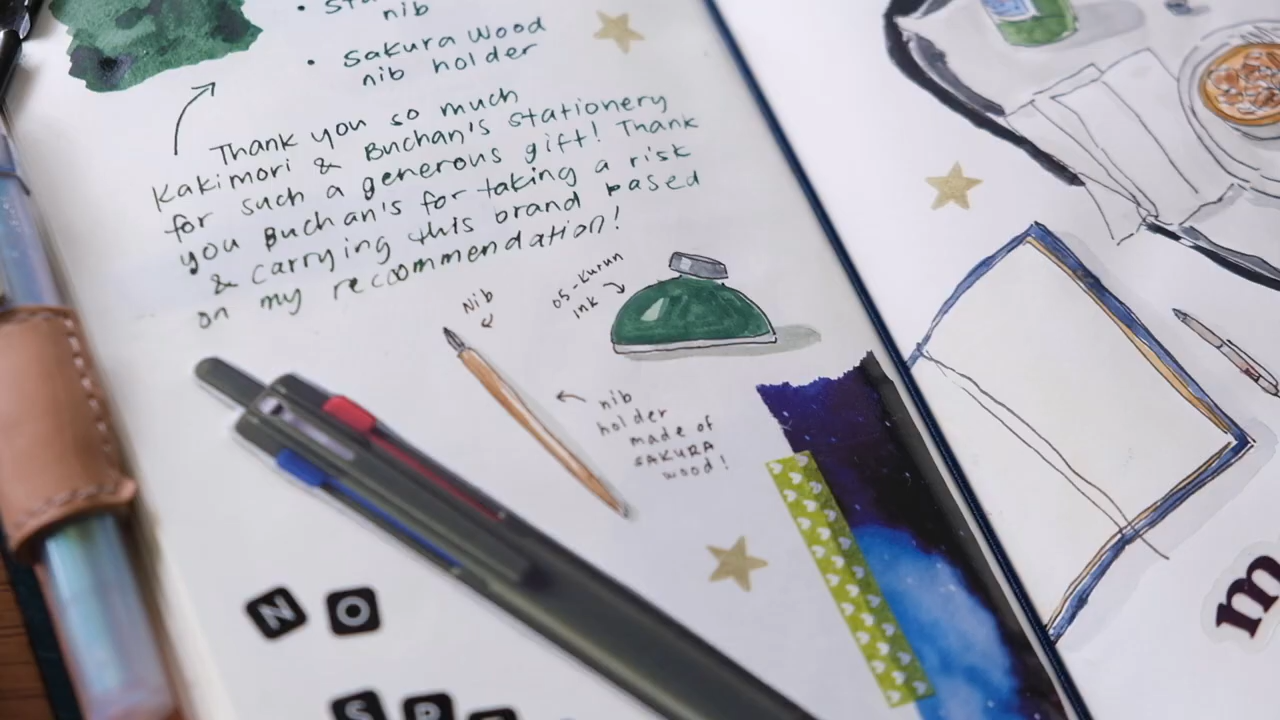 nib
• Sakura Wood
nib holder
Thank you so much
Kakimori & Buchan's stationery
for such a generous gift! Thank
you Buchan's for taking a risk
& carrying this brand based
on my recommendation!
Nib
OS-Kurun
ink
nib
holder
made of
SAKURA
wood!
NO
m